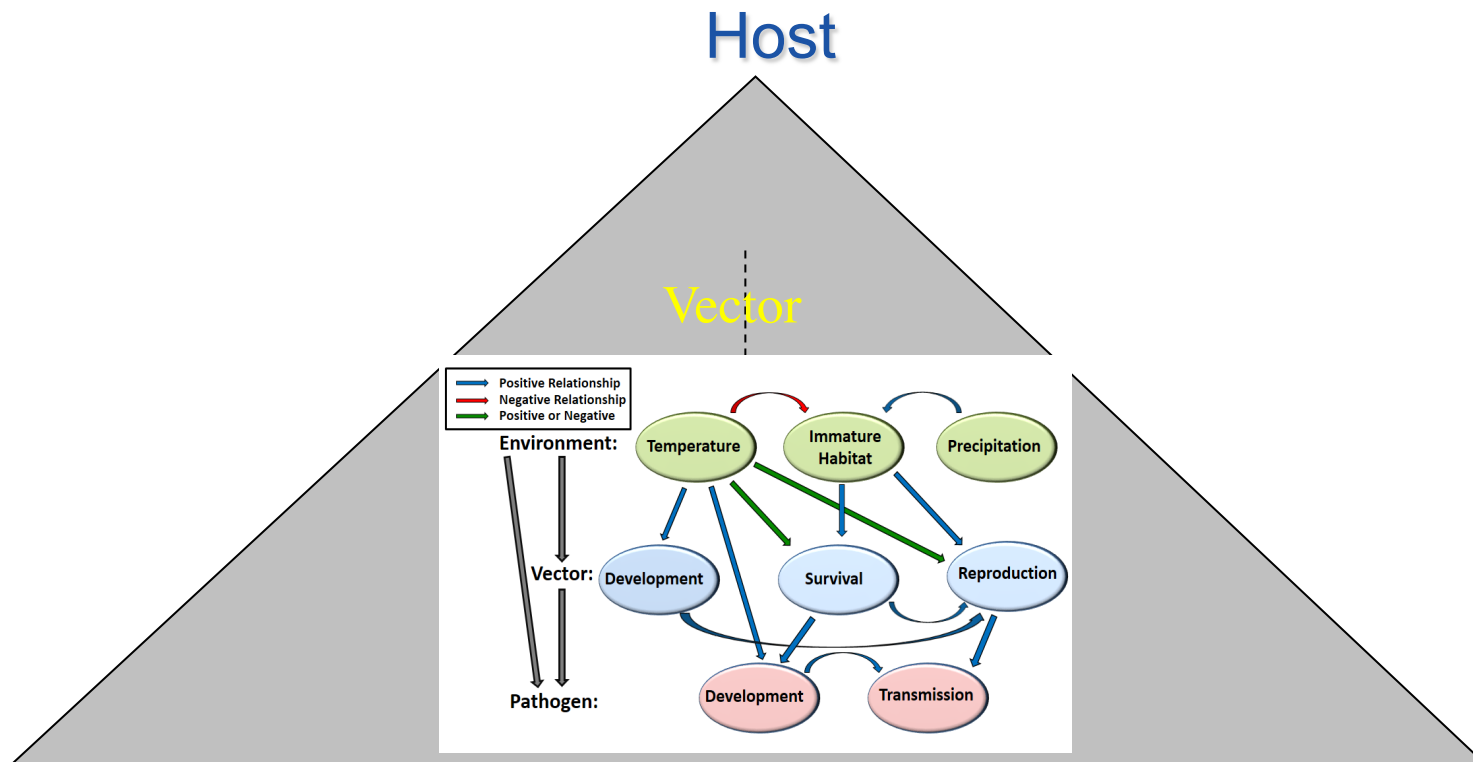 Host
Vector
Positive Relationship
Negative Relationship
Positive or Negative
Environment:
Temperature
Immature
Habitat
Precipitation
Vector:
Development
Survival
Reproduction
Pathogen:
Development
Transmission